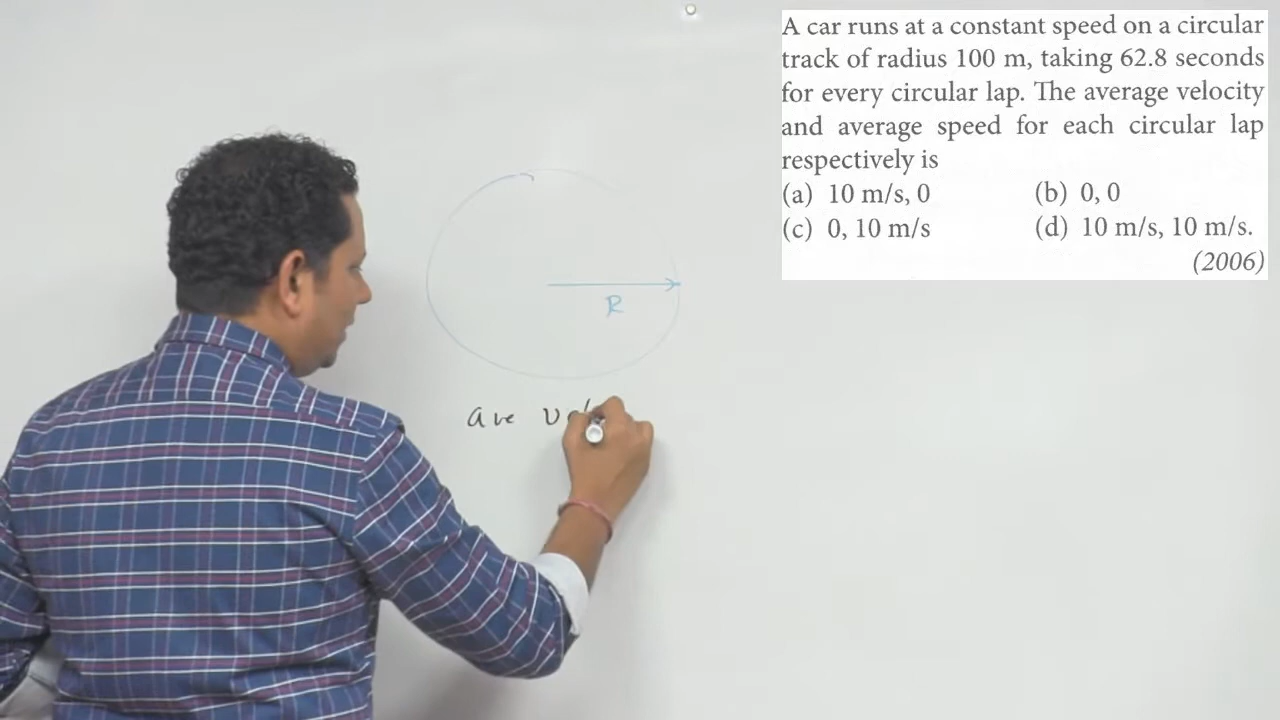 A car runs at a constant speed on a circular
track of radius 100 m, taking 62.8 seconds
for every circular lap. The average velocity
and average speed for each circular lap
respectively is
(a) 10 m/s, 0 (b) 0, 0
(c) 0, 10 m/s (d) 10 m/s, 10 m/s.
(2006)
R
ave